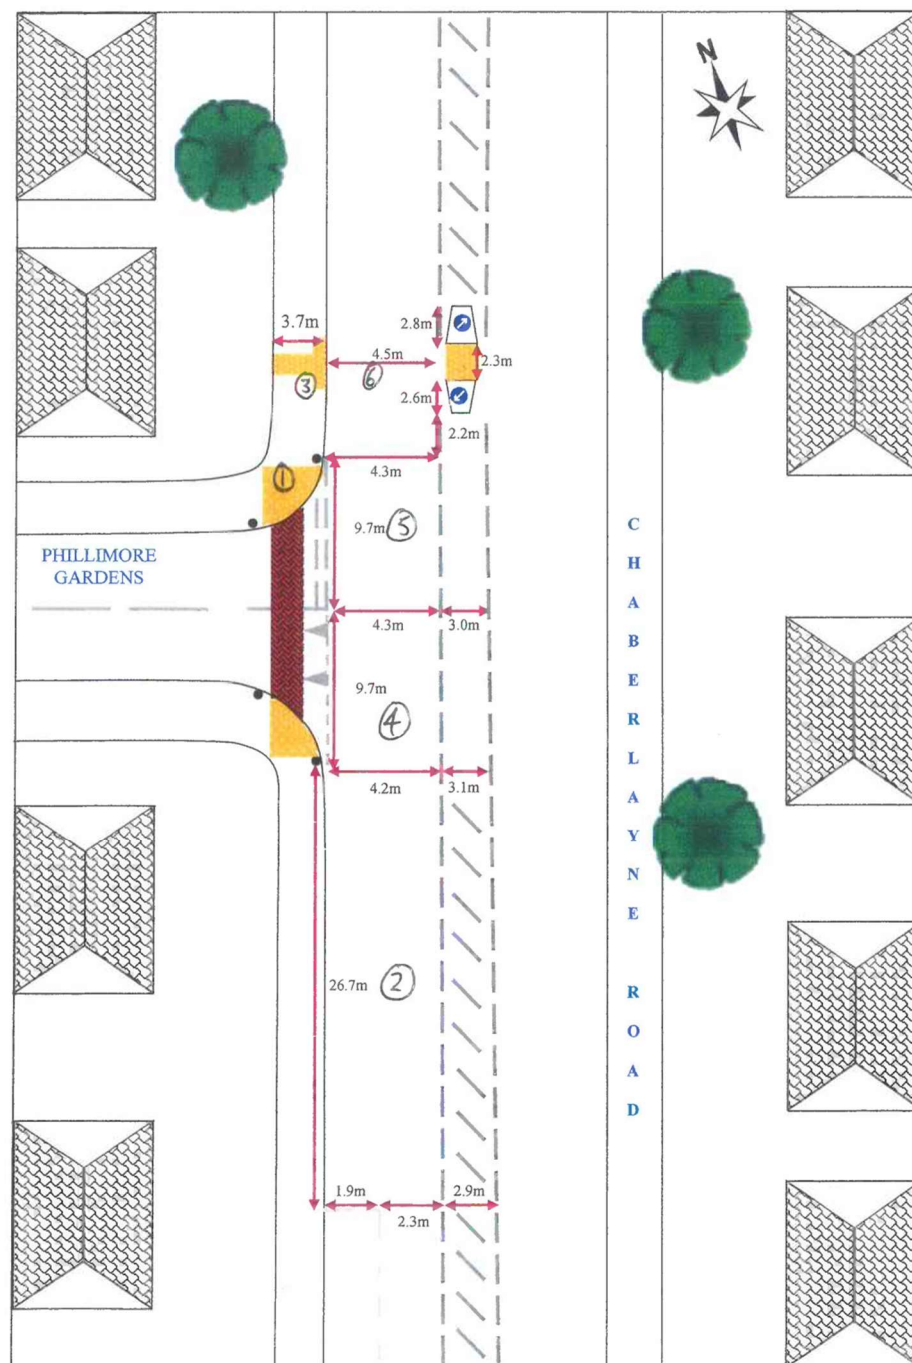 N
3.7m
2.8m
4.5m
2.3m
6
3
2.6m
2.2m
1
4.3m
9.7m
5
PHILLIMORE
GARDENS
4.3m
3.0m
9.7m
4
4.2m
3.1m
26.7m
2
1.9m
2.9m
2.3m
CHABERLAYNE ROAD